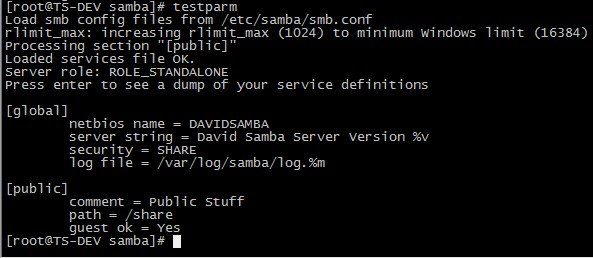 [root@TS-DEV samba]# testparm
Load smb config files from /etc/samba/smb.conf
rlimit_max: increasing rlimit_max (1024) to minimum Windows limit (16384)
Processing section "[public]"
Loaded services file OK.
Server role: ROLE_STANDALONE
Press enter to see a dump of your service definitions
[global]
netbios name = DAVIDSAMBA
server string = David Samba Server Version %v
security = SHARE
log file = /var/log/samba/log.%m
[public]
comment = Public Stuff
path = /share
guest ok = Yes
[root@TS-DEV samba]#